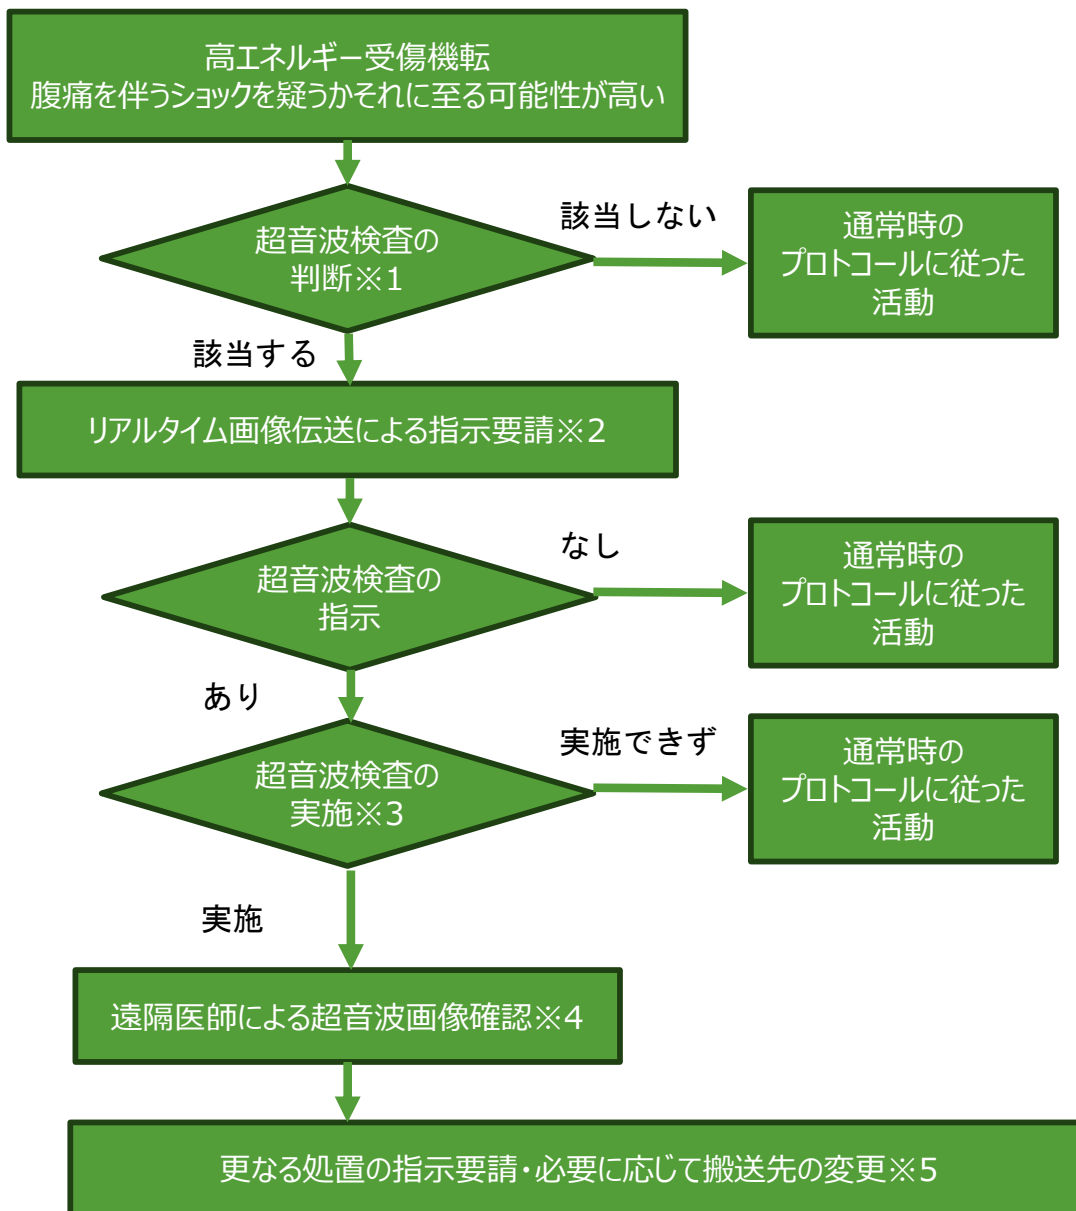 高エネルギー受傷機転
腹痛を伴うショックを疑うかそれに至る可能性が高い
超音波検査の
判断※1
該当しない
通常時の
プロトコールに従った
活動
該当する
リアルタイム画像伝送による指示要請※2
超音波検査の
指示
なし
通常時の
プロトコールに従った
活動
あり
超音波検査の
実施※3
実施できず
通常時の
プロトコールに従った
活動
実施
遠隔医師による超音波画像確認※4
更なる処置の指示要請・必要に応じて搬送先の変更※5